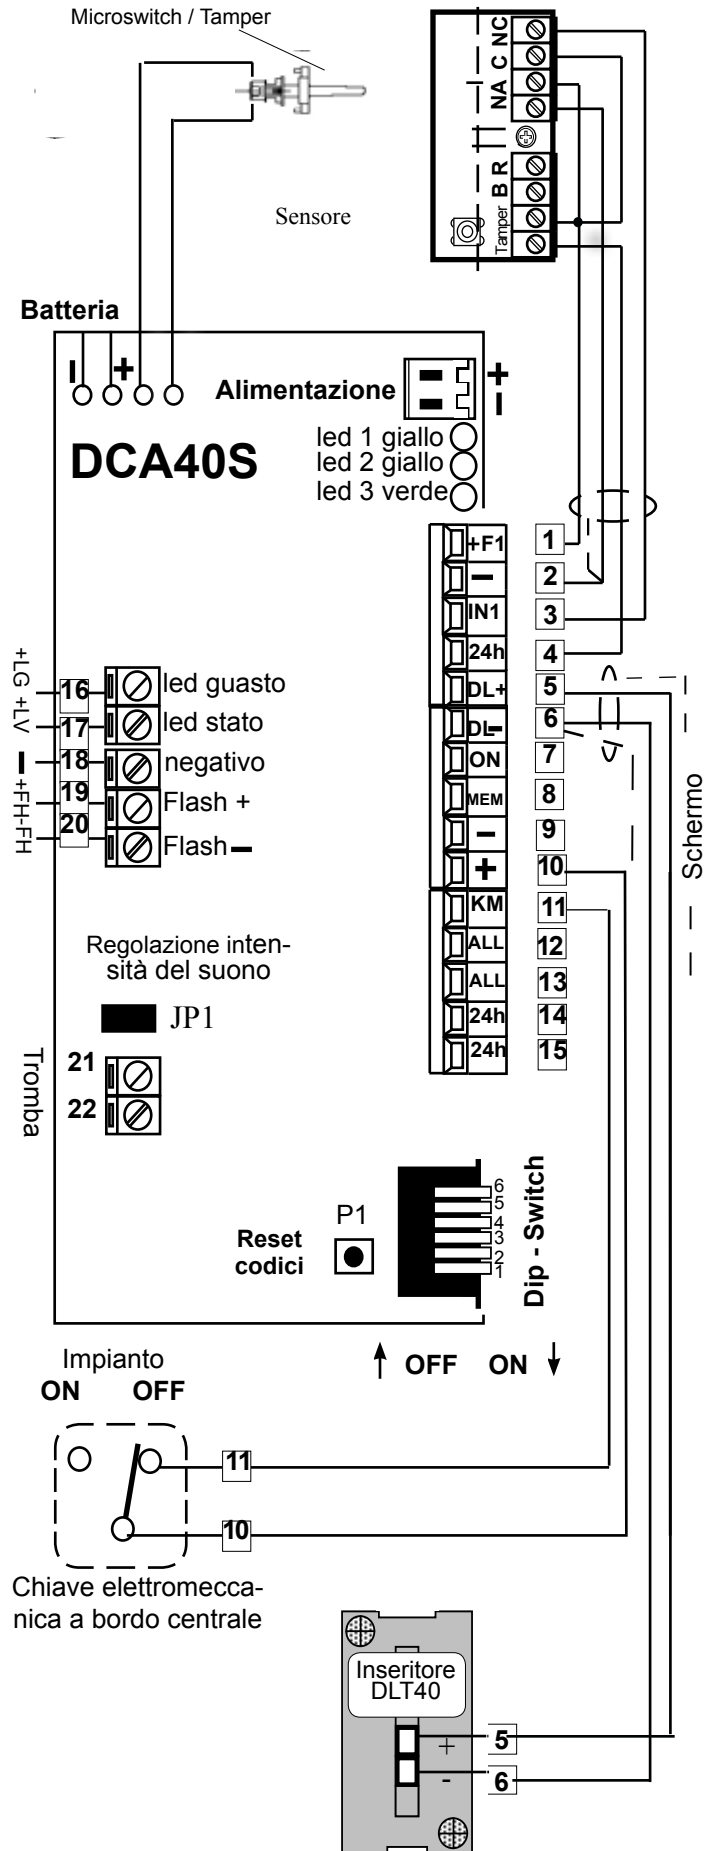 Microswitch / Tamper
NC
C
NA
R
B
Tamper
Sensore
Batteria
− +
Alimentazione
+
−
led 1 giallo
led 2 giallo
led 3 verde
DCA40S
+F1 1
− 2
IN1 3
24h 4
DL+ 5
DL− 6
ON 7
MEM 8
− 9
+ 10
KM 11
ALL 12
ALL 13
24h 14
24h 15
Schermo
+LG 16 led guasto
+LV 17 led stato
− 18 negativo
+FH 19 Flash +
-FH 20 Flash −
Regolazione inten-
sità del suono
JP1
Tromba
21
22
P1
Reset
codici
6
5
4
3
2
1
Dip - Switch
↑ OFF ON ↓
Impianto
ON OFF
11
10
Chiave elettromecca-
nica a bordo centrale
Inseritore
DLT40
+ 5
- 6